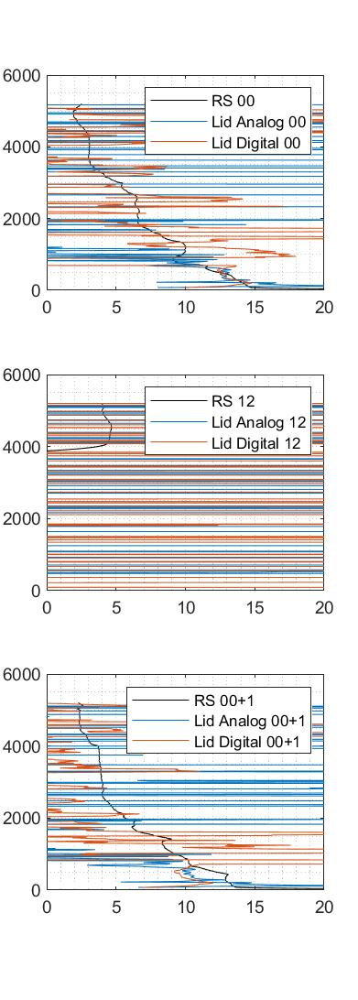 6000
RS 00
Lid Analog 00
4000
Lid Digital 00
2000
0
0 5 10 15 20
6000
RS 12
Lid Analog 12
4000
Lid Digital 12
2000
0
0 5 10 15 20
6000
RS 00+1
Lid Analog 00+1
4000
Lid Digital 00+1
2000
0
0 5 10 15 20